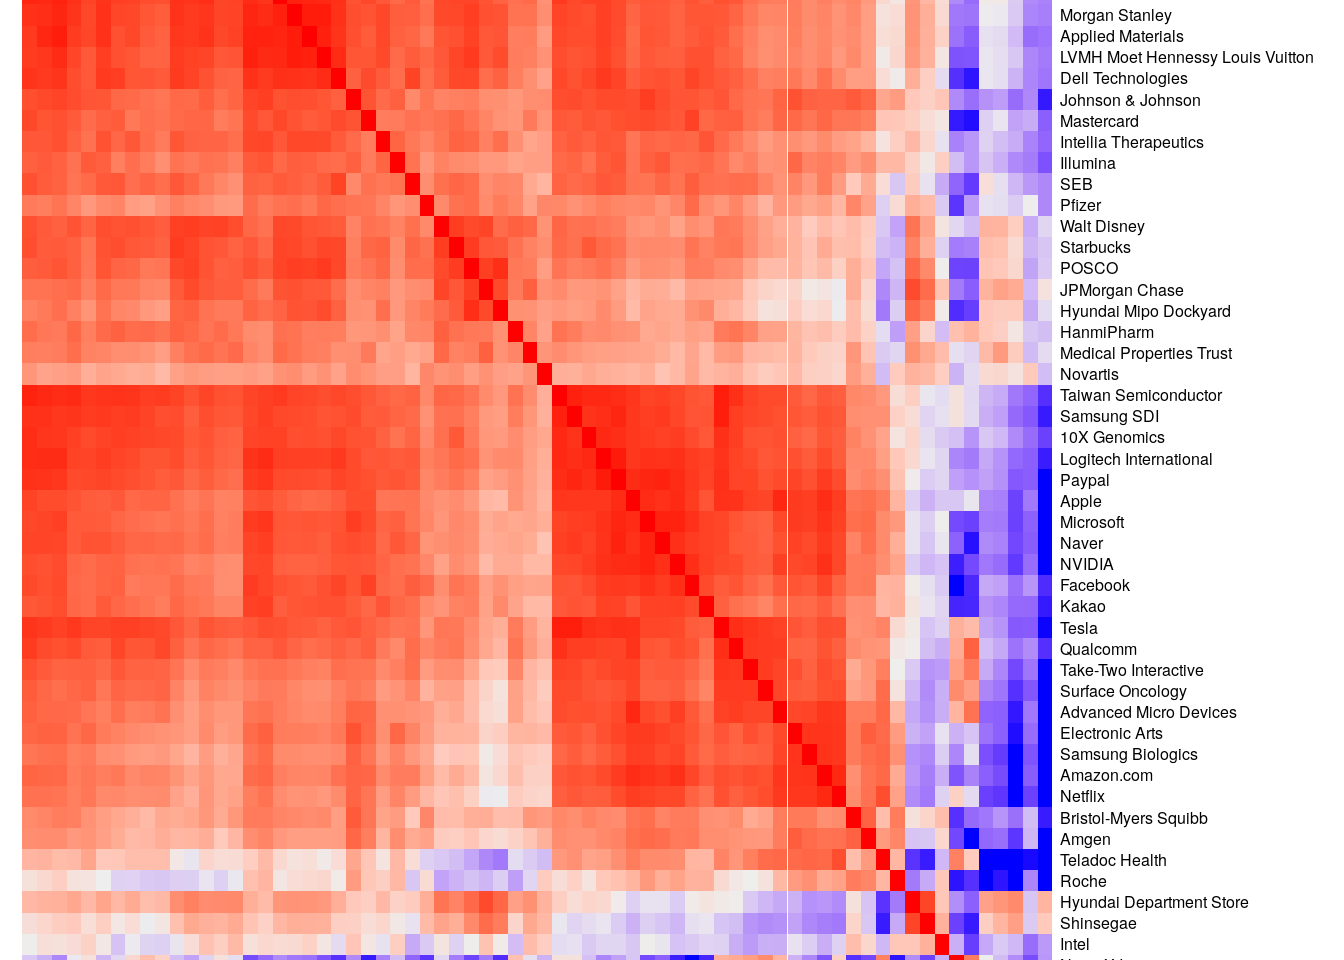 Morgan Stanley
Applied Materials
LVMH Moet Hennessy Louis Vuitton
Dell Technologies
Johnson & Johnson
Mastercard
Intellia Therapeutics
Illumina
SEB
Pfizer
Walt Disney
Starbucks
POSCO
JPMorgan Chase
Hyundai Mipo Dockyard
HanmiPharm
Medical Properties Trust
Novartis
Taiwan Semiconductor
Samsung SDI
10X Genomics
Logitech International
Paypal
Apple
Microsoft
Naver
NVIDIA
Facebook
Kakao
Tesla
Qualcomm
Take-Two Interactive
Surface Oncology
Advanced Micro Devices
Electronic Arts
Samsung Biologics
Amazon.com
Netflix
Bristol-Myers Squibb
Amgen
Teladoc Health
Roche
Hyundai Department Store
Shinsegae
Intel